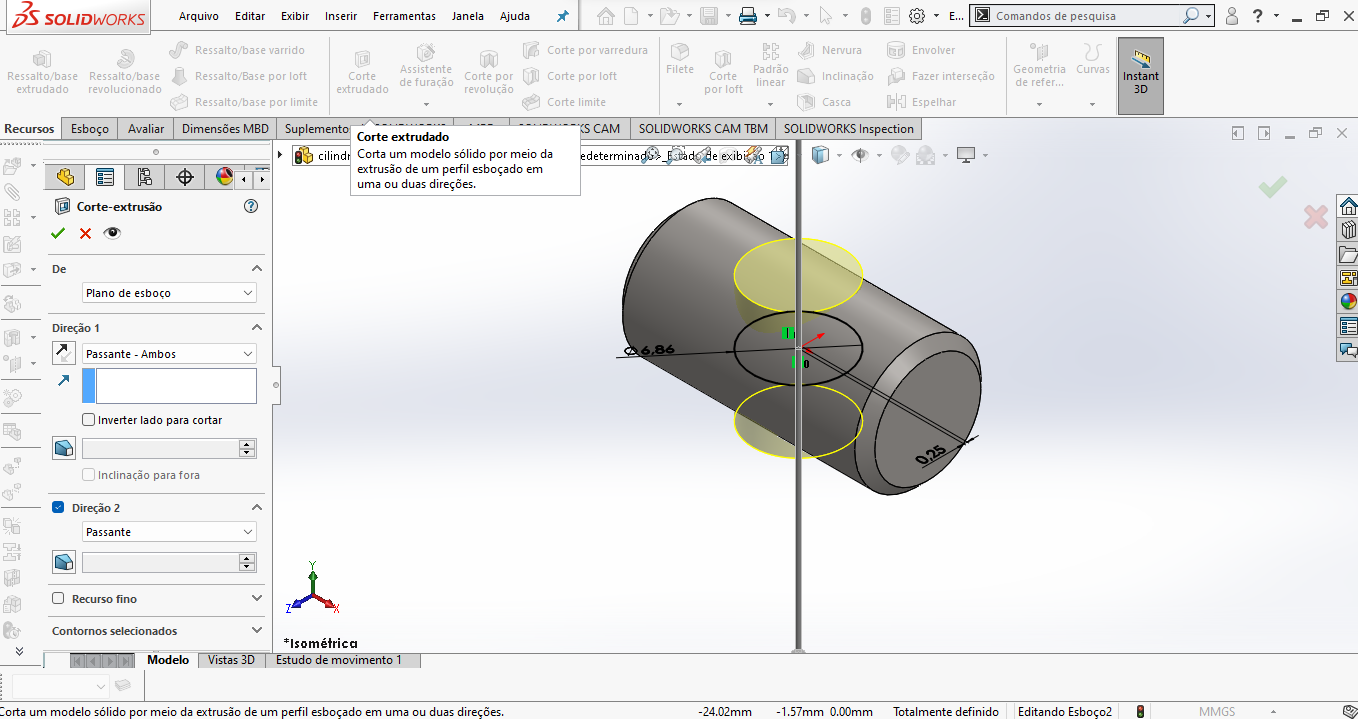 SOLIDWORKS
Arquivo Editar Exibir Inserir Ferramentas Janela Ajuda
E...
Comandos de pesquisa
Ressalto/base
extrudado
Ressalto/base
revolucionado
Ressalto/base varrido
Ressalto/Base por loft
Ressalto/base por limite
Corte
extrudado
Assistente
de furação
Corte por
revolução
Corte por varredura
Corte por loft
Corte limite
Filete
Corte
por loft
Padrão
linear
Nervura
Inclinação
Casca
Envolver
Fazer interseção
Espelhar
Geometria
de refer...
Curvas
Instant
3D
Recursos Esboço Avaliar Dimensões MBD Suplemento SOLIDWORKS CAM SOLIDWORKS CAM TBM SOLIDWORKS Inspection
Corte extrudado
Corta um modelo sólido por meio da
extrusão de um perfil esboçado em
uma ou duas direções.
cilindr
edeterminado> Estado de exibição 1
Corte-extrusão
De
Plano de esboço
Direção 1
Passante - Ambos
Inverter lado para cortar
Inclinação para fora
Direção 2
Passante
Recurso fino
Contornos selecionados
Ø 6,86
0
0,25
Y
Z
X
*Isométrica
Modelo Vistas 3D Estudo de movimento 1
Corta um modelo sólido por meio da extrusão de um perfil esboçado em uma ou duas direções.
-24.02mm -1.57mm 0.00mm Totalmente definido Editando Esboço2 MMGS